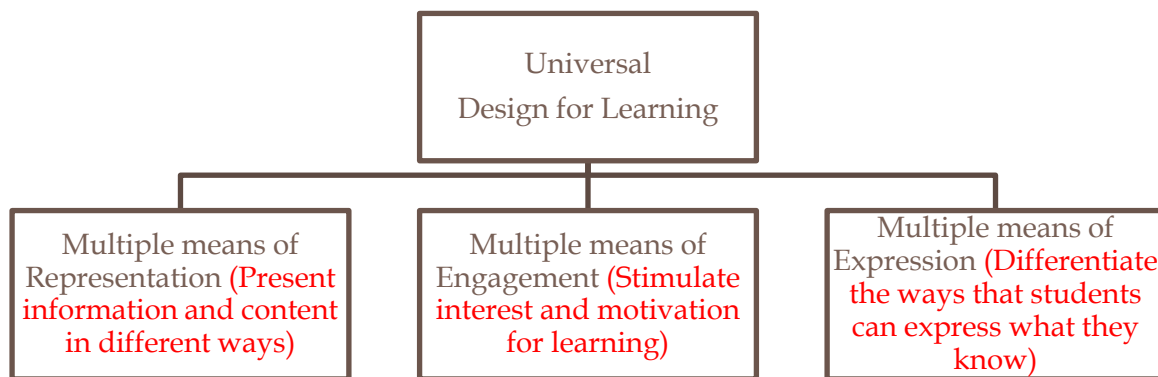 Universal
Design for Learning
Multiple means of
Representation (Present
information and content
in different ways)
Multiple means of
Engagement (Stimulate
interest and motivation
for learning)
Multiple means of
Expression (Differentiate
the ways that students
can express what they
know)